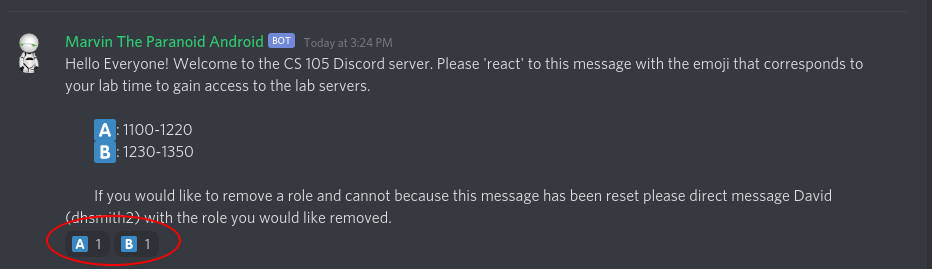 Marvin The Paranoid Android BOT Today at 3:24 PM
Hello Everyone! Welcome to the CS 105 Discord server. Please 'react' to this message with the emoji that corresponds to
your lab time to gain access to the lab servers.
A : 1100-1220
B : 1230-1350
If you would like to remove a role and cannot because this message has been reset please direct message David
(dhsmith2) with the role you would like removed.
A 1 B 1